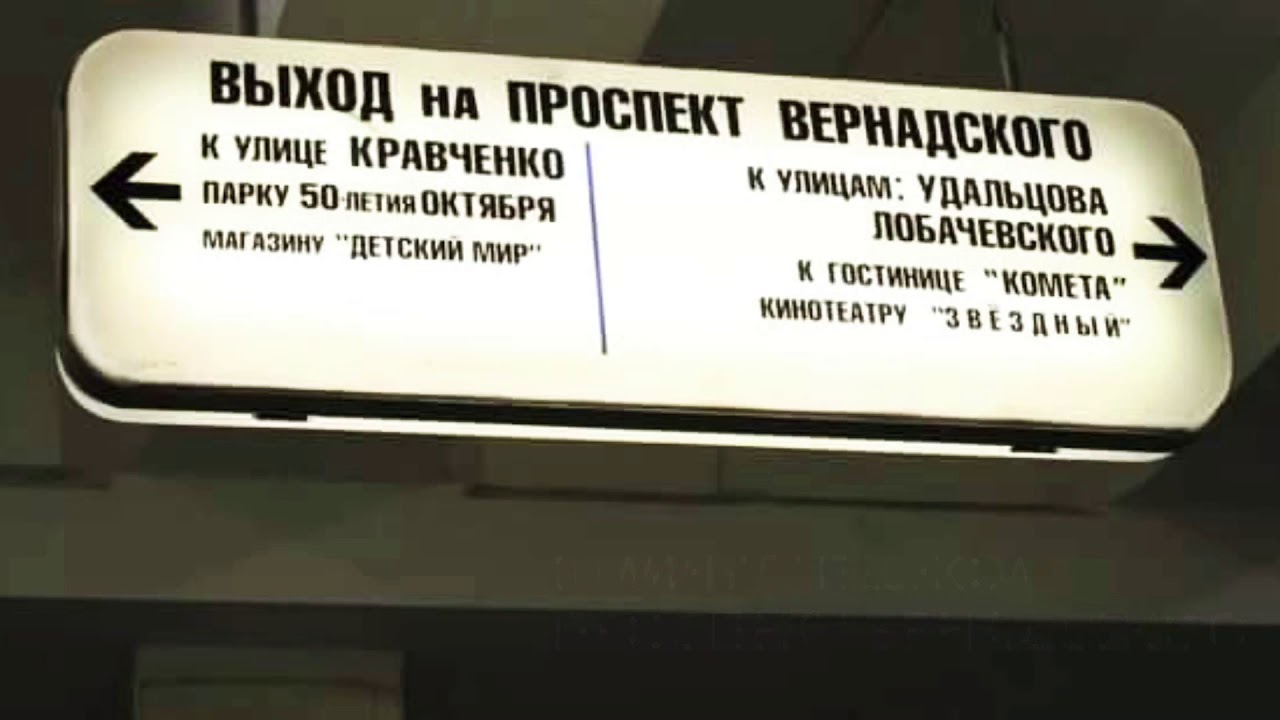 ВЫХОД на ПРОСПЕКТ ВЕРНАДСКОГО
К УЛИЦЕ КРАВЧЕНКО
ПАРКУ 50-летия ОКТЯБРЯ
МАГАЗИНУ "ДЕТСКИЙ МИР"
К УЛИЦАМ: УДАЛЬЦОВА
ЛОБАЧЕВСКОГО
К ГОСТИНИЦЕ "КОМЕТА"
КИНОТЕАТРУ "ЗВЁЗДНЫЙ"